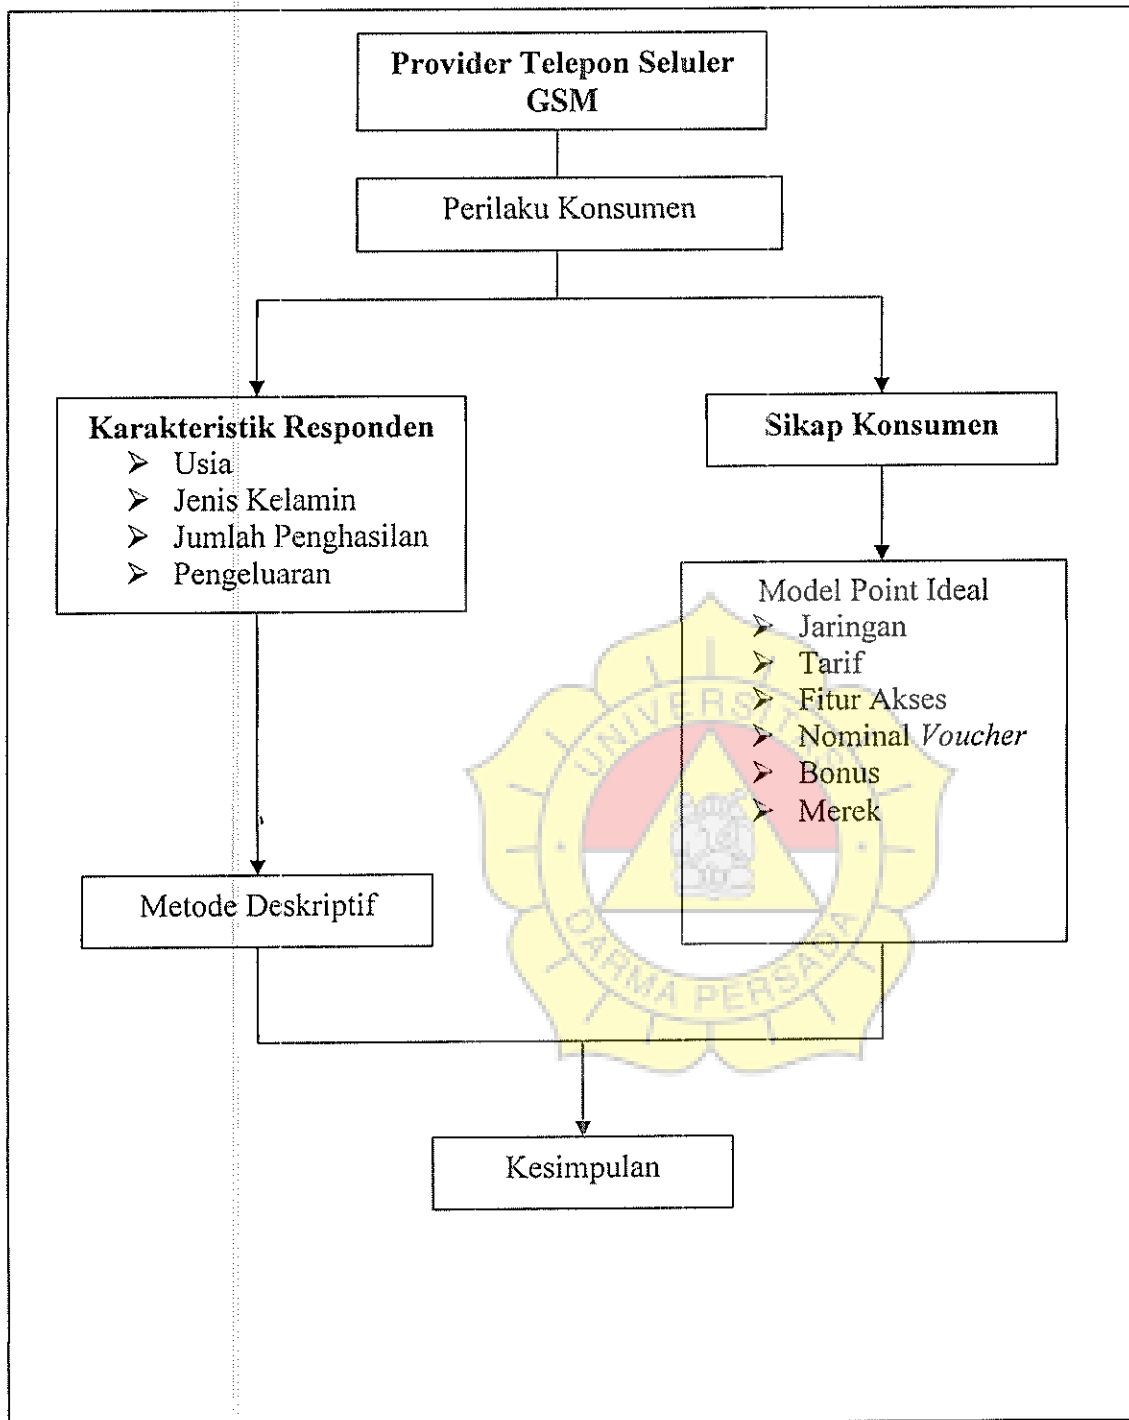 Provider Telepon Seluler
GSM
Perilaku Konsumen
Karakteristik Responden
➢ Usia
➢ Jenis Kelamin
➢ Jumlah Penghasilan
➢ Pengeluaran
Sikap Konsumen
Model Point Ideal
➢ Jaringan
➢ Tarif
➢ Fitur Akses
➢ Nominal Voucher
➢ Bonus
➢ Merek
UNIVERSITAS
DARMA PERSADA
Metode Deskriptif
Kesimpulan